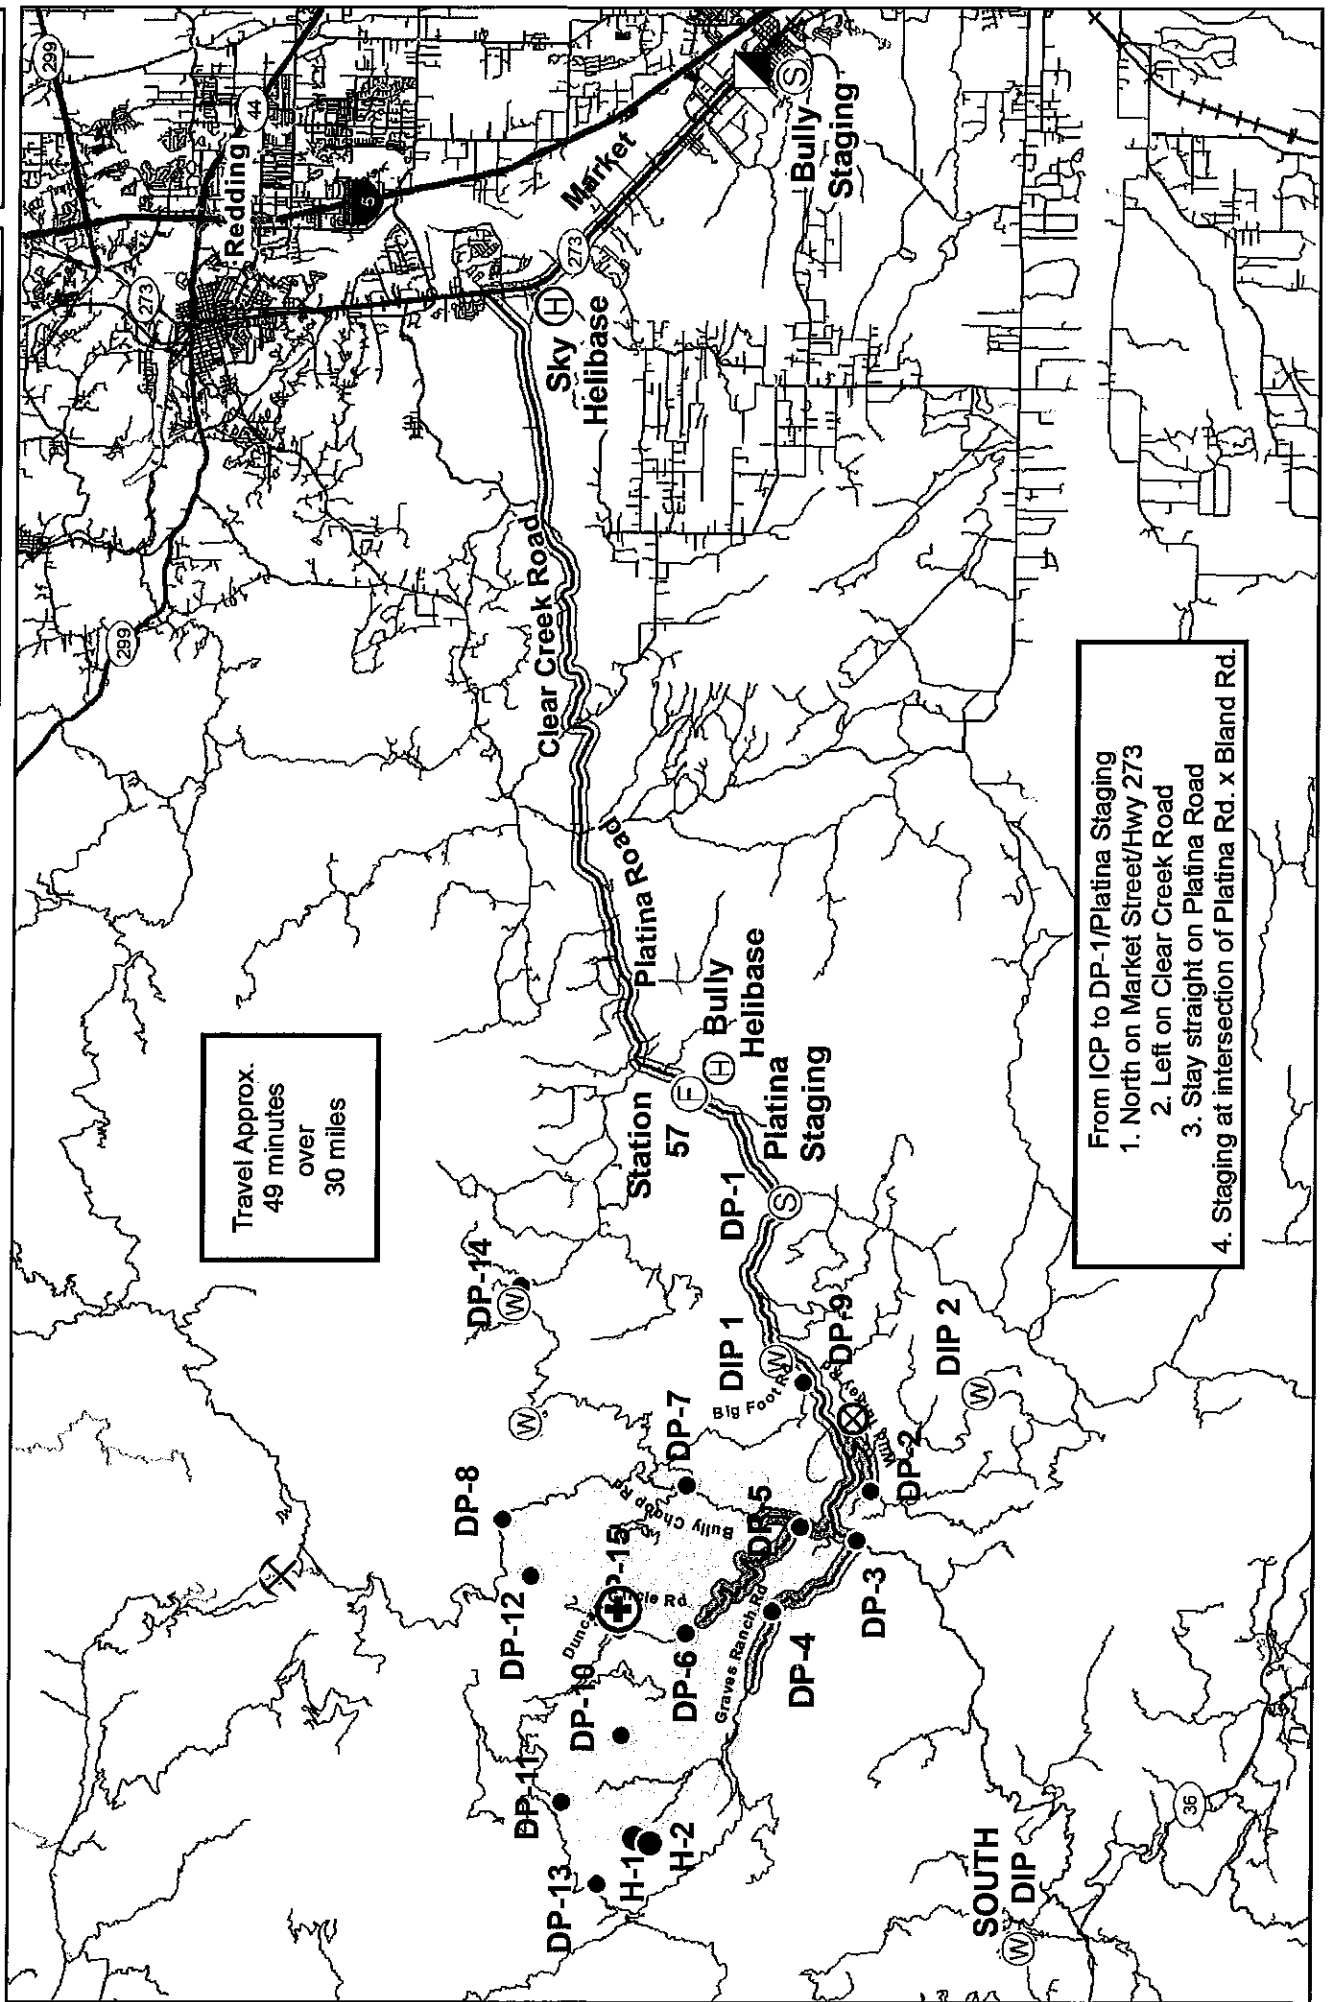 Travel Approx.
49 minutes
over
30 miles
From ICP to DP-1/Platina Staging
1. North on Market Street/Hwy 273
2. Left on Clear Creek Road
3. Stay straight on Platina Road
4. Staging at intersection of Platina Rd. x Bland Rd.
299
44
Redding
5
273
299
Market
273
S
Bully
Staging
H
Sky
Helibase
Clear Creek Road
Platina Road
H
Bully
Helibase
F
Station
57
Platina
Staging
DP-1
S
DP-14
W
W
DIP 1
W
Big Foot Rd
DP-9
DIP 2
W
DP-2
DP-7
DP-8
Bully Choop Rd
DP-5
DP-3
DP-12
P-15
DP-10
DP-6
Graves Ranch Rd
DP-4
DP-11
DP-13
H-1
H-2
SOUTH
DIP
W
36